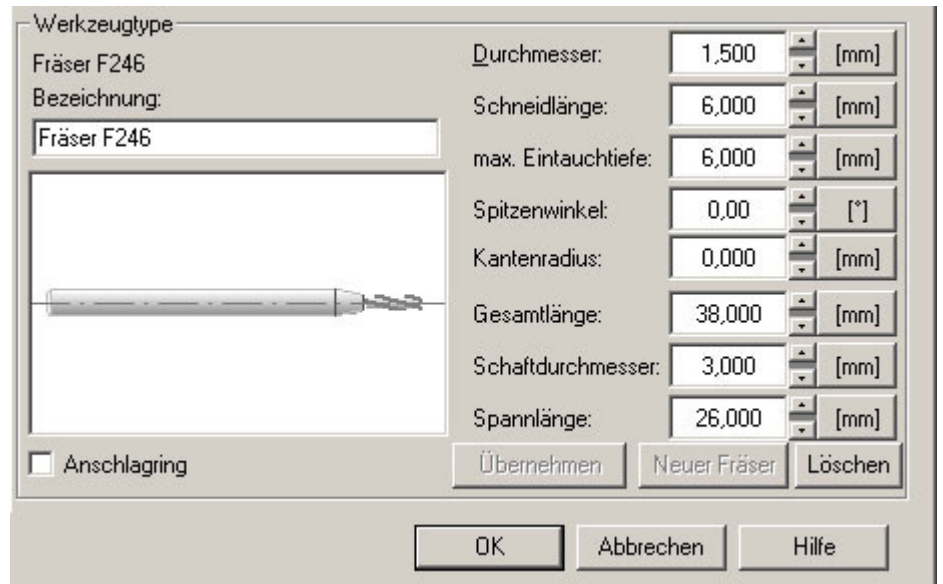 Werkzeugtype
Fräser F246
Bezeichnung:
Fräser F246
Durchmesser: 1,500 [mm]
Schneidlänge: 6,000 [mm]
max. Eintauchtiefe: 6,000 [mm]
Spitzenwinkel: 0,00 [°]
Kantenradius: 0,000 [mm]
Gesamtlänge: 38,000 [mm]
Schaftdurchmesser: 3,000 [mm]
Spannlänge: 26,000 [mm]
Anschlagring
Übernehmen Neuer Fräser Löschen
OK Abbrechen Hilfe